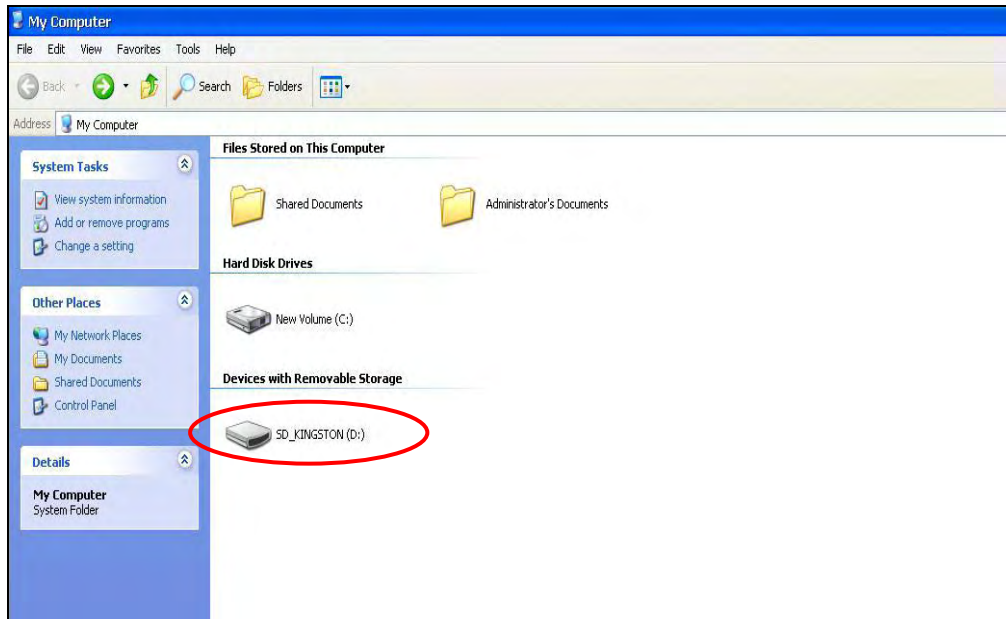 My Computer
File Edit View Favorites Tools Help
Back Search Folders
Address My Computer
System Tasks
View system information
Add or remove programs
Change a setting
Other Places
My Network Places
My Documents
Shared Documents
Control Panel
Details
My Computer
System Folder
Files Stored on This Computer
Shared Documents Administrator's Documents
Hard Disk Drives
New Volume (C:)
Devices with Removable Storage
SD_KINGSTON (D:)